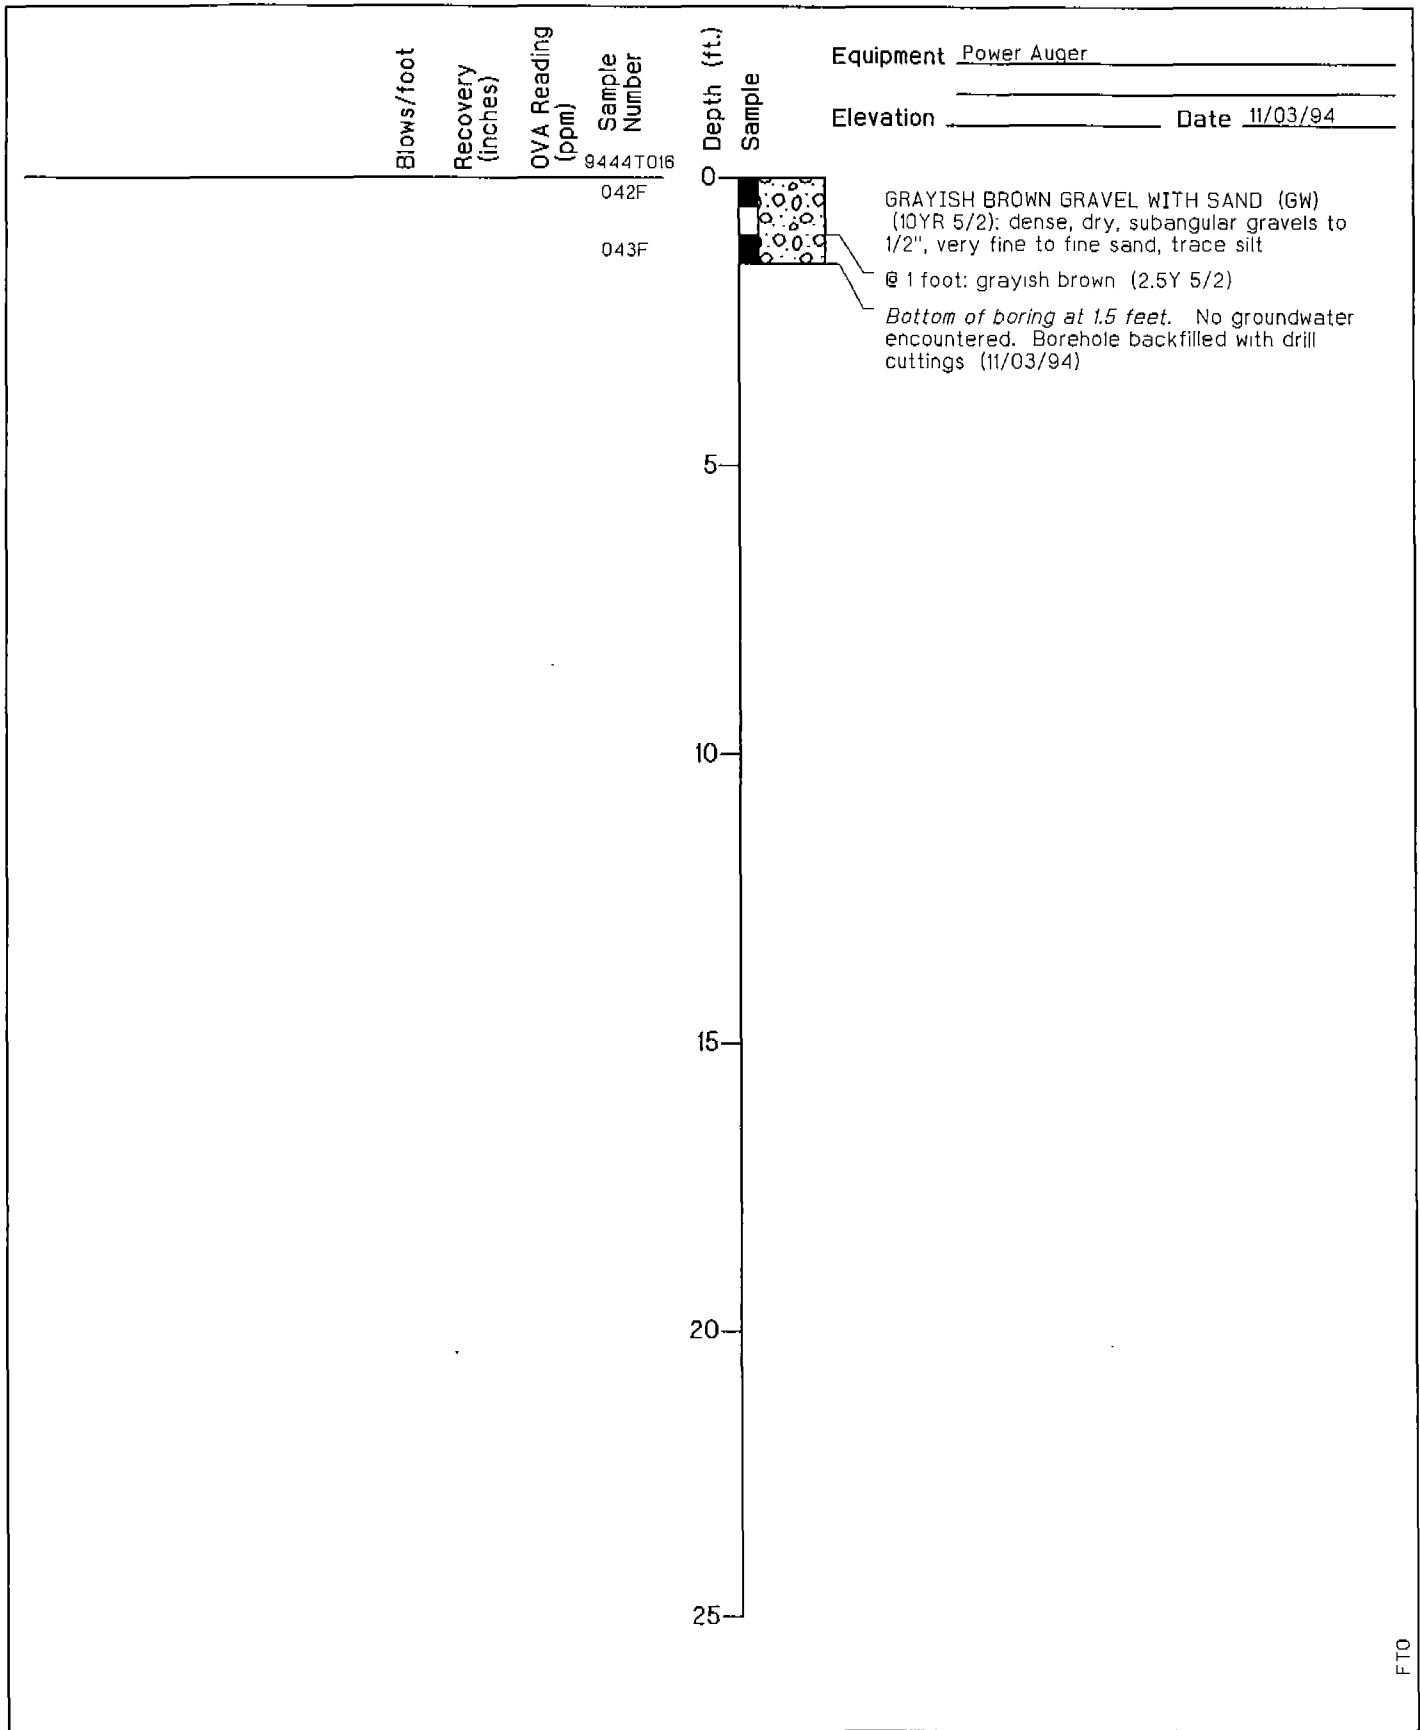 Blows/foot
Recovery
(inches)
OVA Reading
(ppm)
Sample
Number
9444T016
Depth (ft.)
Sample
Equipment Power Auger
Elevation Date 11/03/94
0
042F
043F
GRAYISH BROWN GRAVEL WITH SAND (GW)
(10YR 5/2): dense, dry, subangular gravels to
1/2", very fine to fine sand, trace silt
@ 1 foot: grayish brown (2.5Y 5/2)
Bottom of boring at 1.5 feet. No groundwater
encountered. Borehole backfilled with drill
cuttings (11/03/94)
5
10
15
20
25
FTO